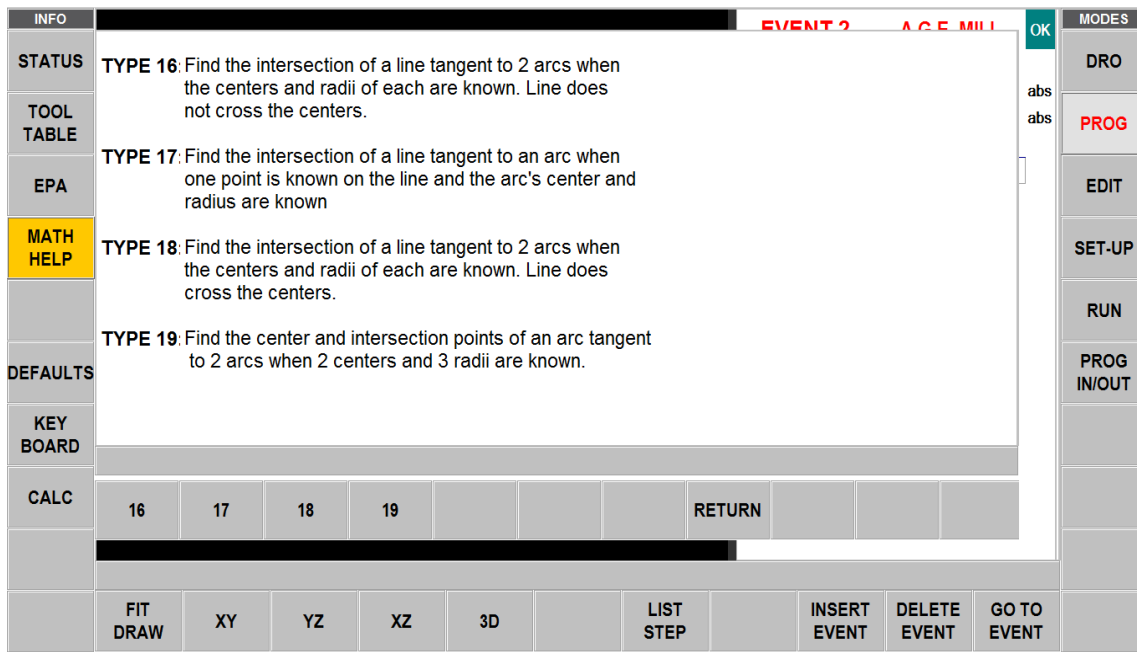 INFO
MODES
EVENT 2 A.G.E. MILL
OK
STATUS
TOOL
TABLE
EPA
MATH
HELP
DEFAULTS
KEY
BOARD
CALC
TYPE 16: Find the intersection of a line tangent to 2 arcs when
the centers and radii of each are known. Line does
not cross the centers.
TYPE 17: Find the intersection of a line tangent to an arc when
one point is known on the line and the arc's center and
radius are known
TYPE 18: Find the intersection of a line tangent to 2 arcs when
the centers and radii of each are known. Line does
cross the centers.
TYPE 19: Find the center and intersection points of an arc tangent
to 2 arcs when 2 centers and 3 radii are known.
abs
abs
DRO
PROG
EDIT
SET-UP
RUN
PROG
IN/OUT
16 17 18 19 RETURN
FIT
DRAW
XY
YZ
XZ
3D
LIST
STEP
INSERT
EVENT
DELETE
EVENT
GO TO
EVENT